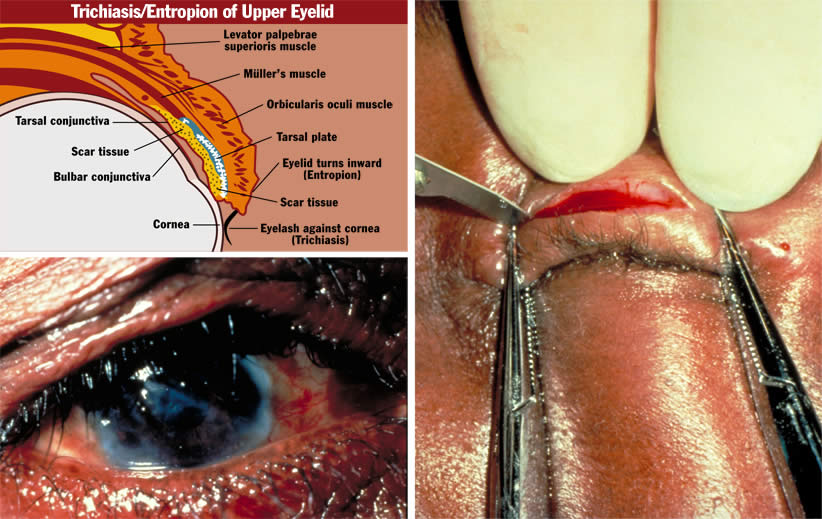 Trichiasis/Entropion of Upper Eyelid
Levator palpebrae
superioris muscle
Müller's muscle
Orbicularis oculi muscle
Tarsal conjunctiva
Tarsal plate
Scar tissue
Eyelid turns inward
(Entropion)
Bulbar conjunctiva
Scar tissue
Cornea
Eyelash against cornea
(Trichiasis)